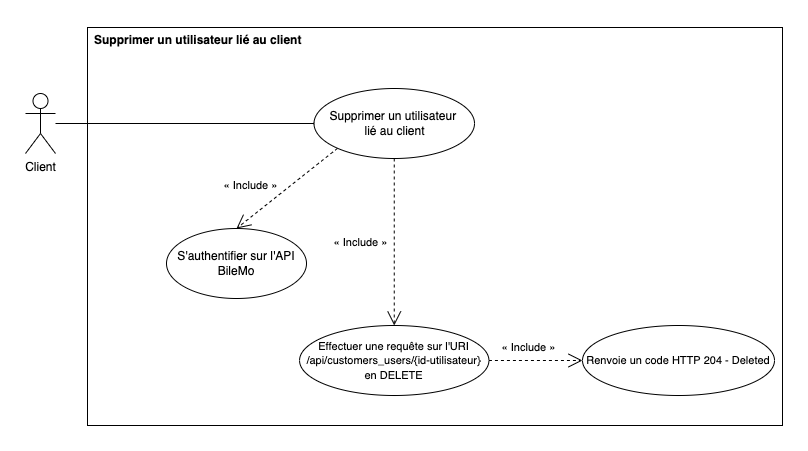 Supprimer un utilisateur lié au client
Supprimer un utilisateur
lié au client
Client
« Include »
« Include »
S'authentifier sur l'API
BileMo
Effectuer une requête sur l'URI
/api/customers_users/{id-utilisateur}
en DELETE
« Include »
Renvoie un code HTTP 204 - Deleted